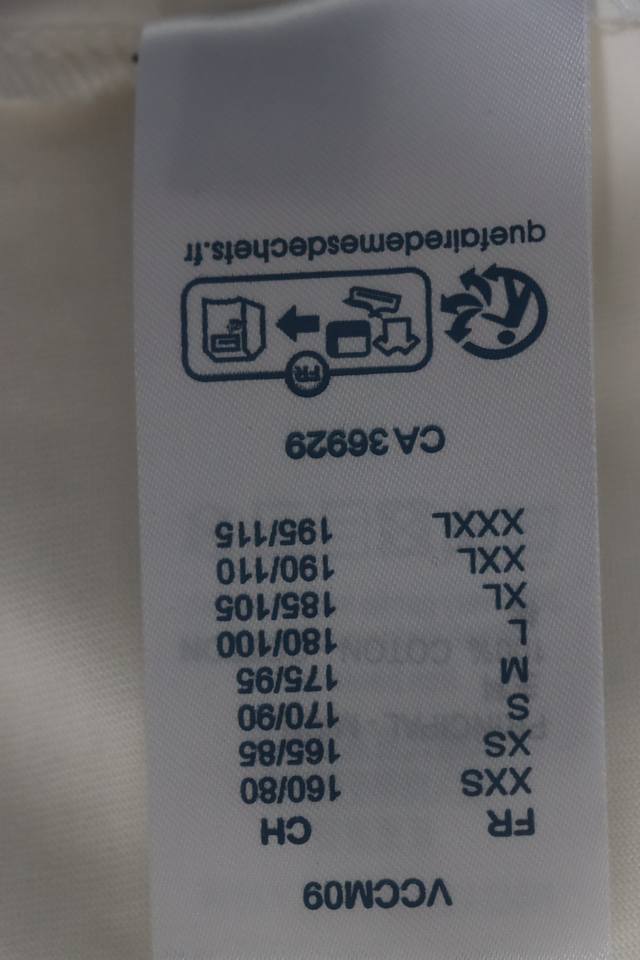 VCCM09
FR CH
XXS 160/80
XS 165/85
S 170/90
M 175/95
L 180/100
XL 185/105
XXL 190/110
XXXL 195/115
CA 36929
FR
quefairedemesdechets.fr